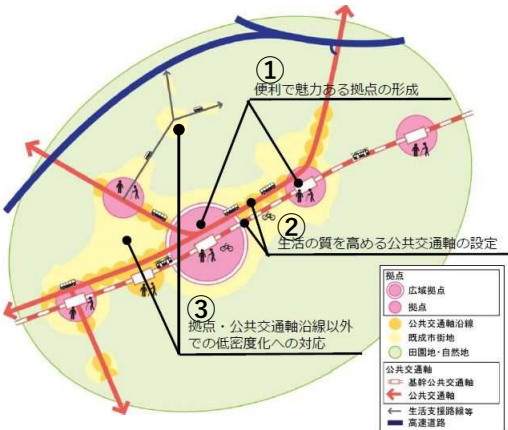 ①
便利で魅力ある拠点の形成
②
生活の質を高める公共交通軸の設定
③
拠点・公共交通軸沿線以外
での低密度化への対応
拠点
広域拠点
拠点
公共交通軸沿線
既成市街地
田園地・自然地
公共交通軸
基幹公共交通軸
公共交通軸
生活支援路線等
高速道路